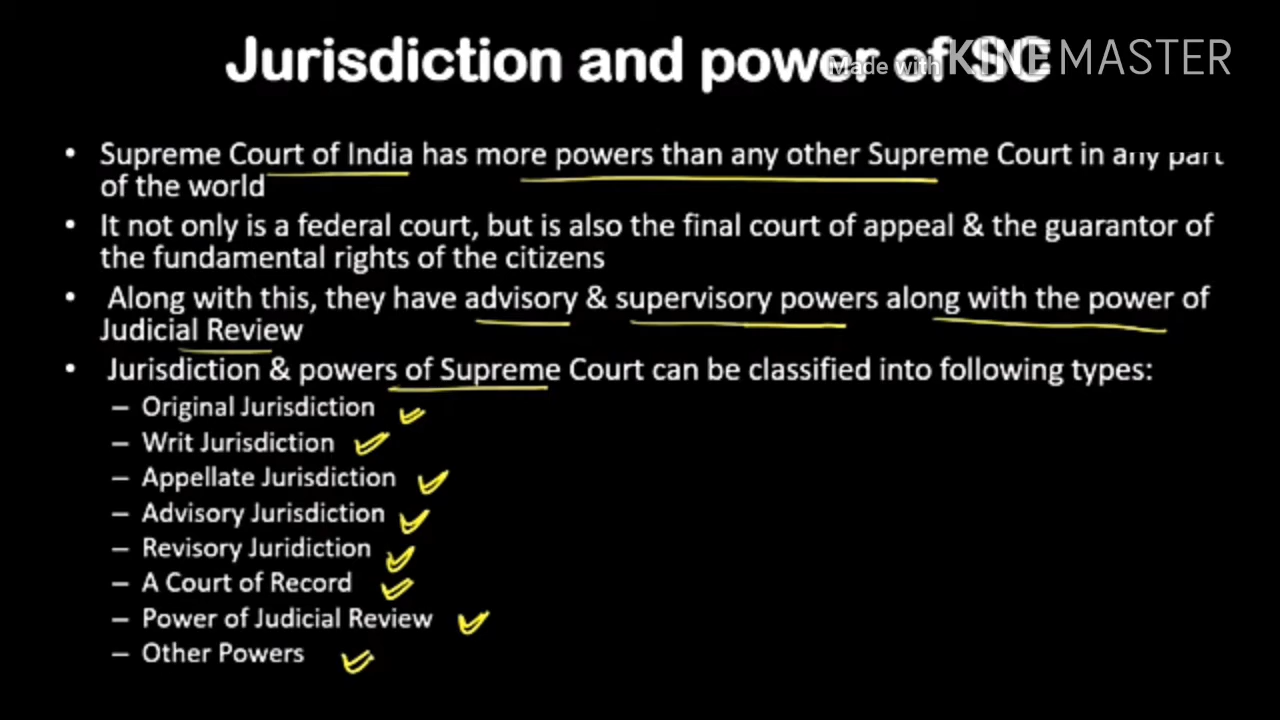 Jurisdiction and power of SC
Made with KINEMASTER
• Supreme Court of India has more powers than any other Supreme Court in any part
of the world
• It not only is a federal court, but is also the final court of appeal & the guarantor of
the fundamental rights of the citizens
• Along with this, they have advisory & supervisory powers along with the power of
Judicial Review
• Jurisdiction & powers of Supreme Court can be classified into following types:
– Original Jurisdiction
– Writ Jurisdiction
– Appellate Jurisdiction
– Advisory Jurisdiction
– Revisory Juridiction
– A Court of Record
– Power of Judicial Review
– Other Powers